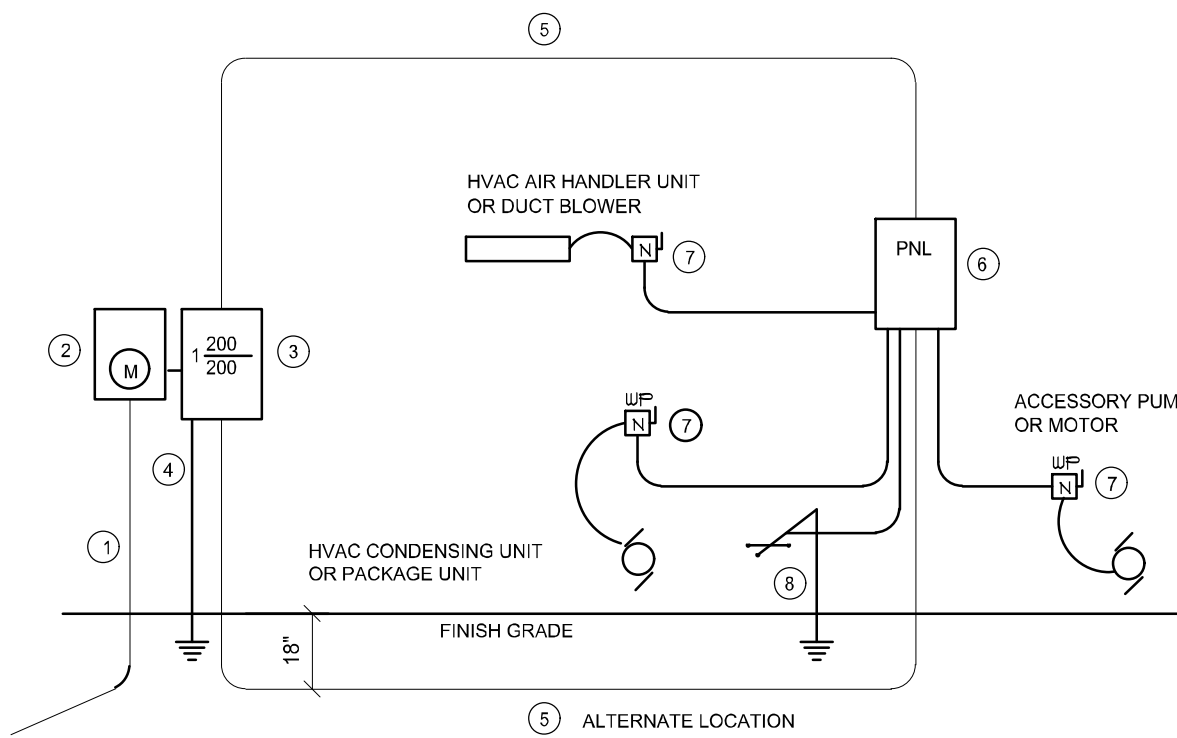 5
HVAC AIR HANDLER UNIT
OR DUCT BLOWER
N
7
PNL
6
2
M
1 200
200
3
WP
N
7
ACCESSORY PUM
OR MOTOR
4
WP
N
7
1
HVAC CONDENSING UNIT
OR PACKAGE UNIT
8
FINISH GRADE
18"
5 ALTERNATE LOCATION